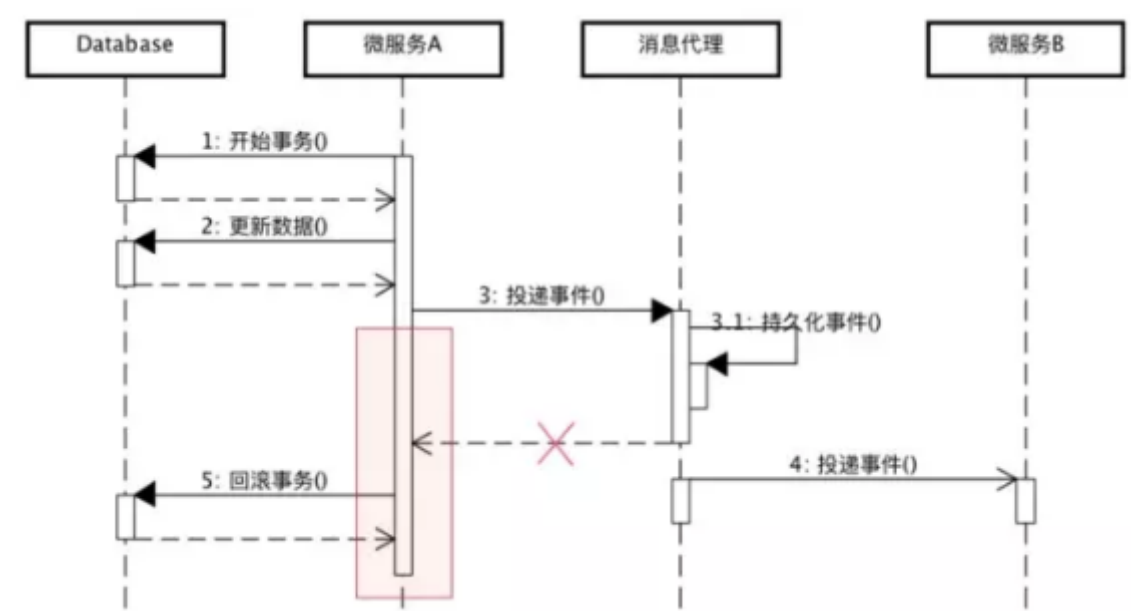 Database
微服务A
消息代理
微服务B
1: 开始事务()
2: 更新数据()
3: 投递事件()
3.1: 持久化事件()
4: 投递事件()
5: 回滚事务()